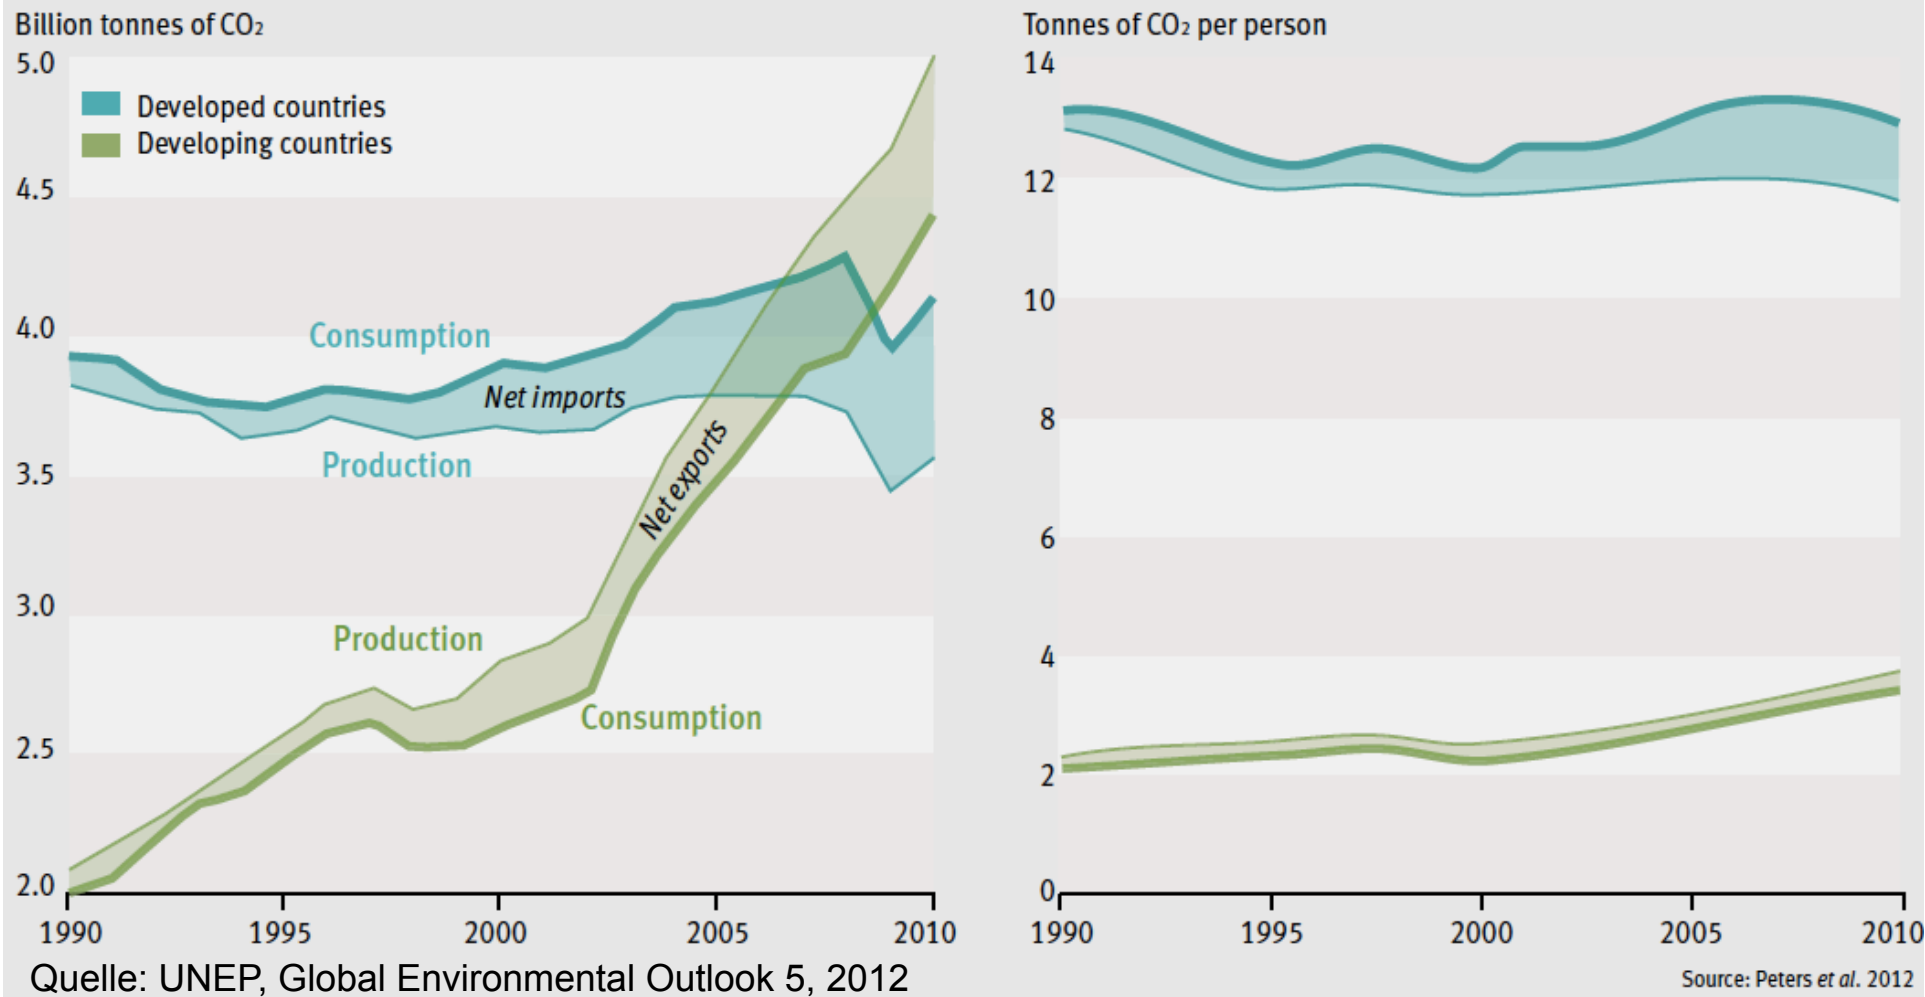 Billion tonnes of CO₂
5.0
4.5
4.0
3.5
3.0
2.5
2.0
Developed countries
Developing countries
Consumption
Net imports
Production
Net exports
Production
Consumption
1990 1995 2000 2005 2010
Quelle: UNEP, Global Environmental Outlook 5, 2012
Tonnes of CO₂ per person
14
12
10
8
6
4
2
0
1990 1995 2000 2005 2010
Source: Peters et al. 2012